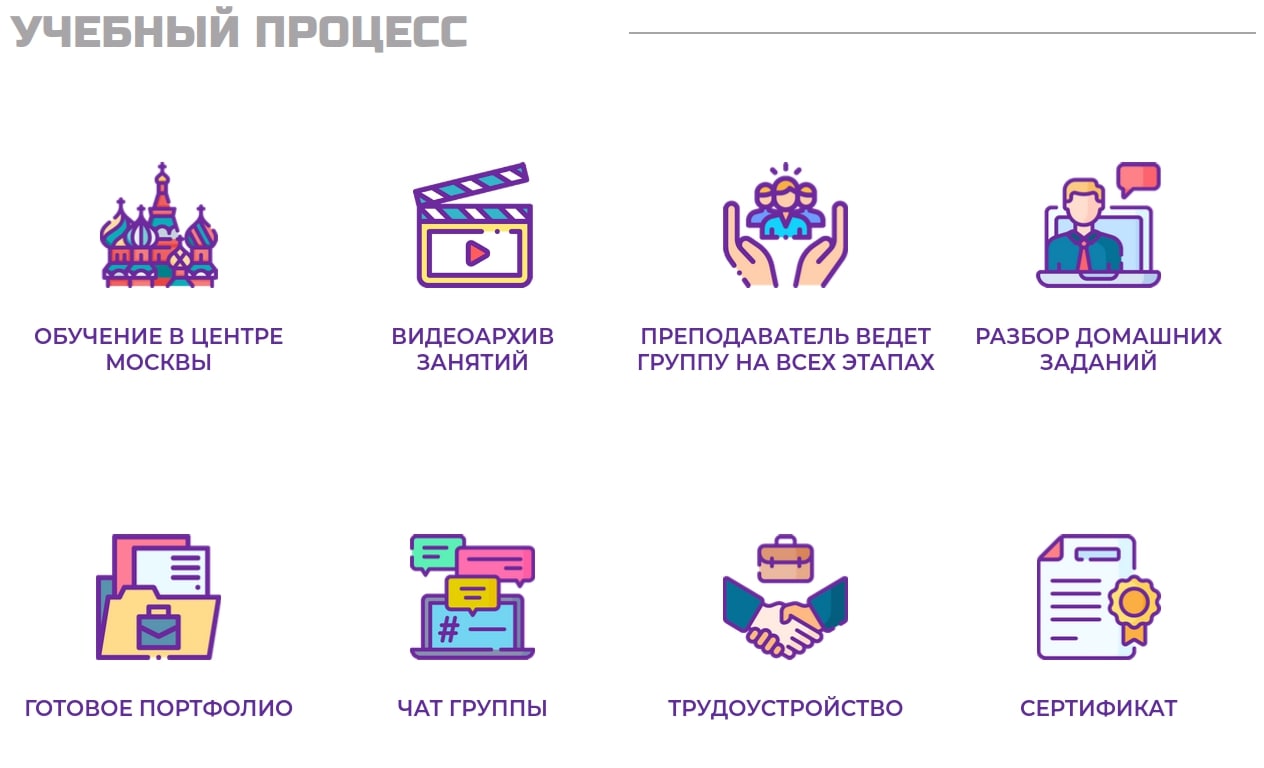 УЧЕБНЫЙ ПРОЦЕСС
ОБУЧЕНИЕ В ЦЕНТРЕ
МОСКВЫ
ВИДЕОАРХИВ
ЗАНЯТИЙ
ПРЕПОДАВАТЕЛЬ ВЕДЕТ
ГРУППУ НА ВСЕХ ЭТАПАХ
РАЗБОР ДОМАШНИХ
ЗАДАНИЙ
ГОТОВОЕ ПОРТФОЛИО
#
ЧАТ ГРУППЫ
ТРУДОУСТРОЙСТВО
СЕРТИФИКАТ